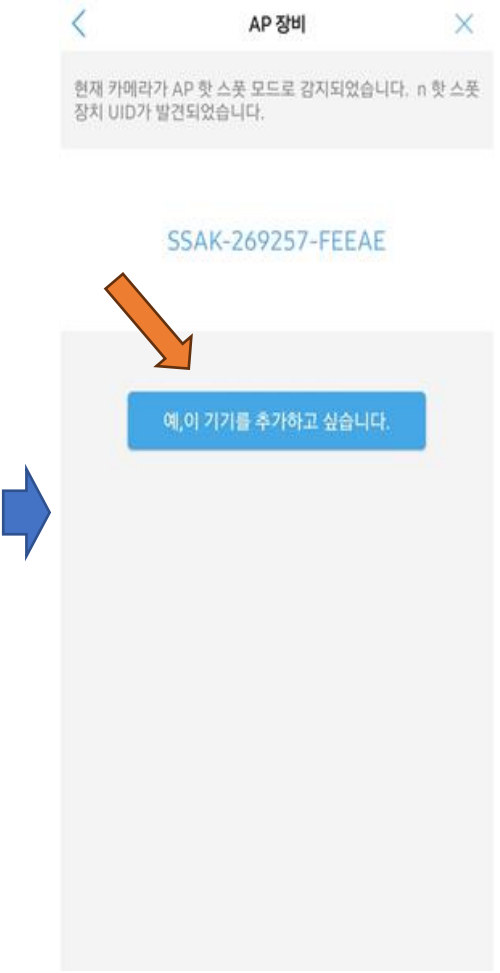 AP 장비
현재 카메라가 AP 핫 스폿 모드로 감지되었습니다. n 핫 스폿
장치 UID가 발견되었습니다.
SSAK-269257-FEEAE
예,이 기기를 추가하고 싶습니다.